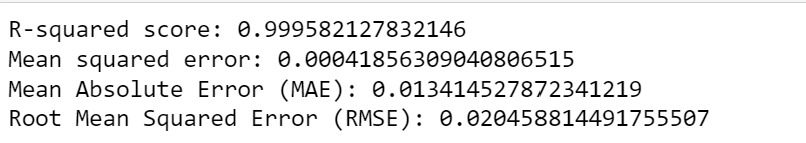 R-squared score: 0.999582127832146
Mean squared error: 0.00041856309040806515
Mean Absolute Error (MAE): 0.013414527872341219
Root Mean Squared Error (RMSE): 0.020458814491755507